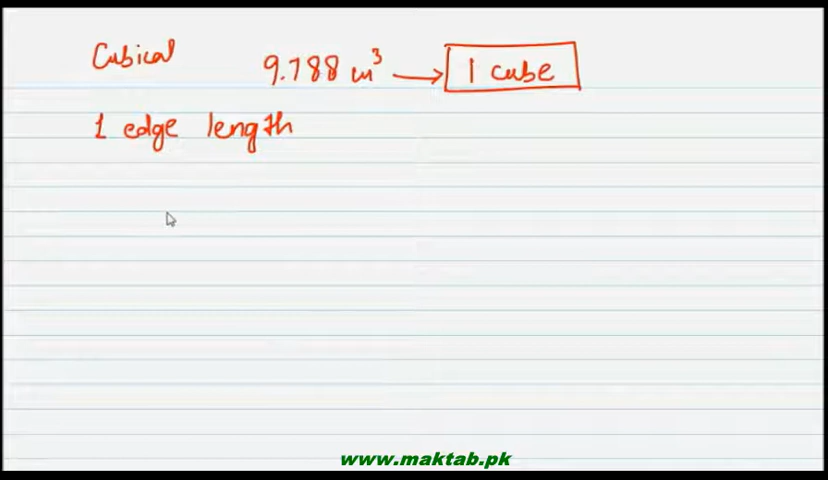 Cubical 9.788 m³ → 1 cube
1 edge length
www.maktab.pk